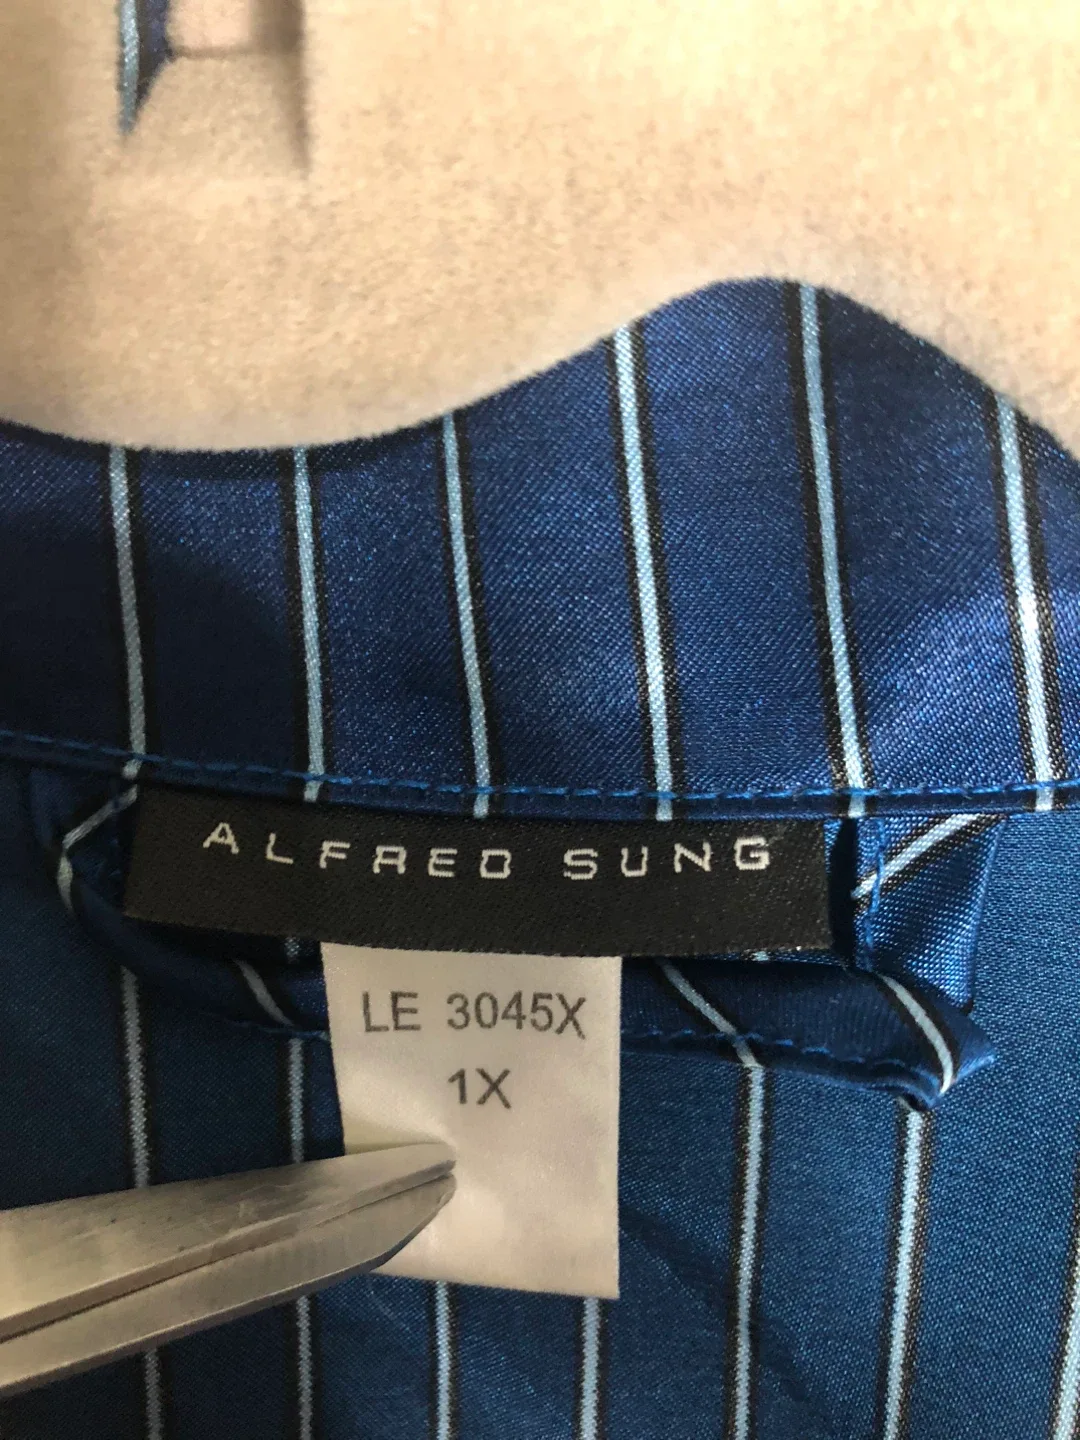 ALFRED SUNG
LE 3045X
1X